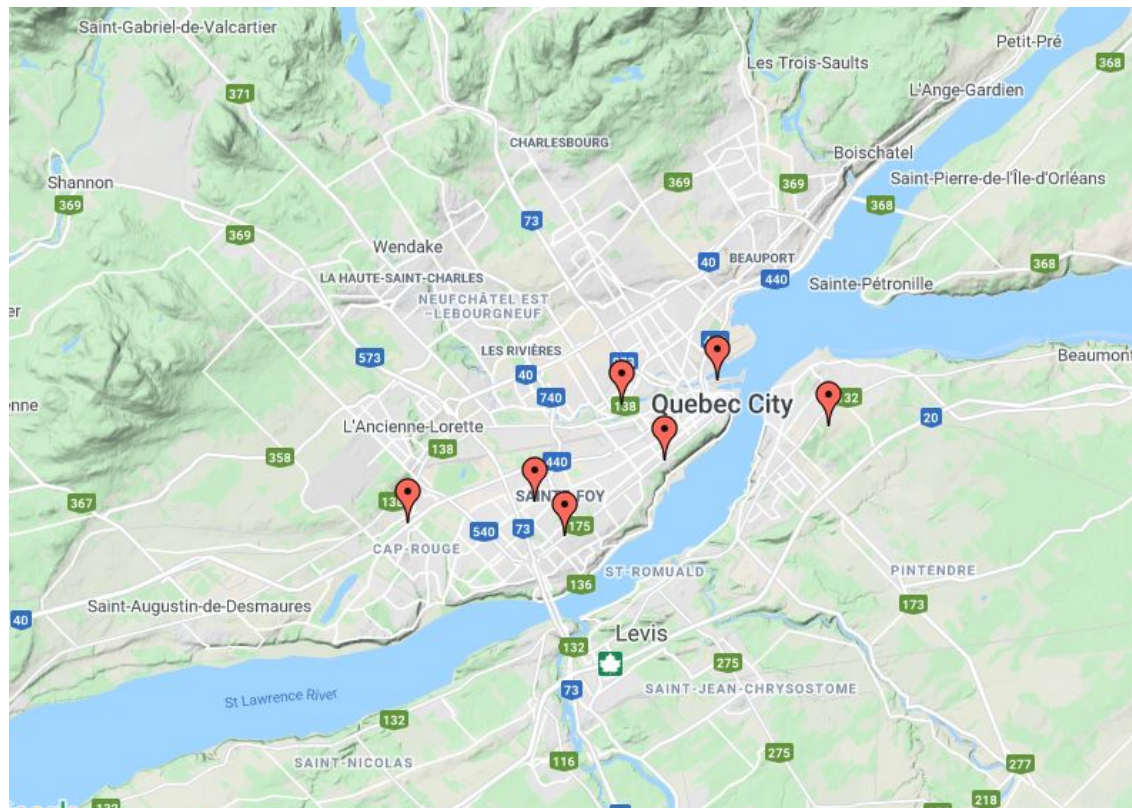 Saint-Gabriel-de-Valcartier
Petit-Pré
Les Trois-Saults
368
L'Ange-Gardien
371
CHARLESBOURG
Boischatel
Shannon
369
369
Saint-Pierre-de-l'Île-d'Orléans
369
368
73
369
Wendake
BEAUPORT
40
LA HAUTE-SAINT-CHARLES
440
368
Sainte-Pétronille
NEUFCHÂTEL EST
-LEBOURGNEUF
er
LES RIVIÈRES
573
Beaumont
40
740
138
Quebec City
132
enne
20
L'Ancienne-Lorette
138
358
440
367
SAINTE-FOY
540
73
175
CAP-ROUGE
ST-ROMUALD
PINTENDRE
136
Saint-Augustin-de-Desmaures
173
40
Levis
132
275
73
SAINT-JEAN-CHRYSOSTOME
St Lawrence River
132
275
SAINT-NICOLAS
116
277
218
132